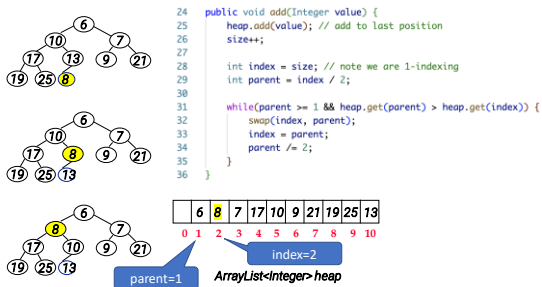 6
10 7
17 13 9 21
19 25 8
6
10 7
17 8 9 21
19 25 13
6
8 7
17 10 9 21
19 25 13
24 public void add(Integer value) {
25 heap.add(value); // add to last position
26 size++;
27
28 int index = size; // note we are 1-indexing
29 int parent = index / 2;
30
31 while(parent >= 1 && heap.get(parent) > heap.get(index)) {
32 swap(index, parent);
33 index = parent;
34 parent /= 2;
35 }
36 }
6 8 7 17 10 9 21 19 25 13
0 1 2 3 4 5 6 7 8 9 10
index=2
parent=1
ArrayList<Integer> heap